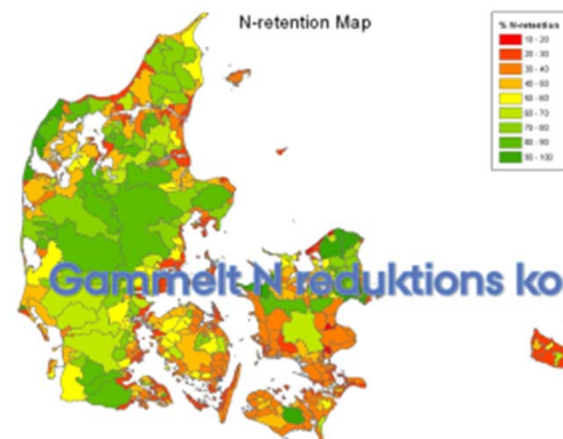 N-retention Map
% N-retention
10 - 20
20 - 30
30 - 40
40 - 50
50 - 60
60 - 70
70 - 80
80 - 90
90 - 100
Gammelt N reduktions ko